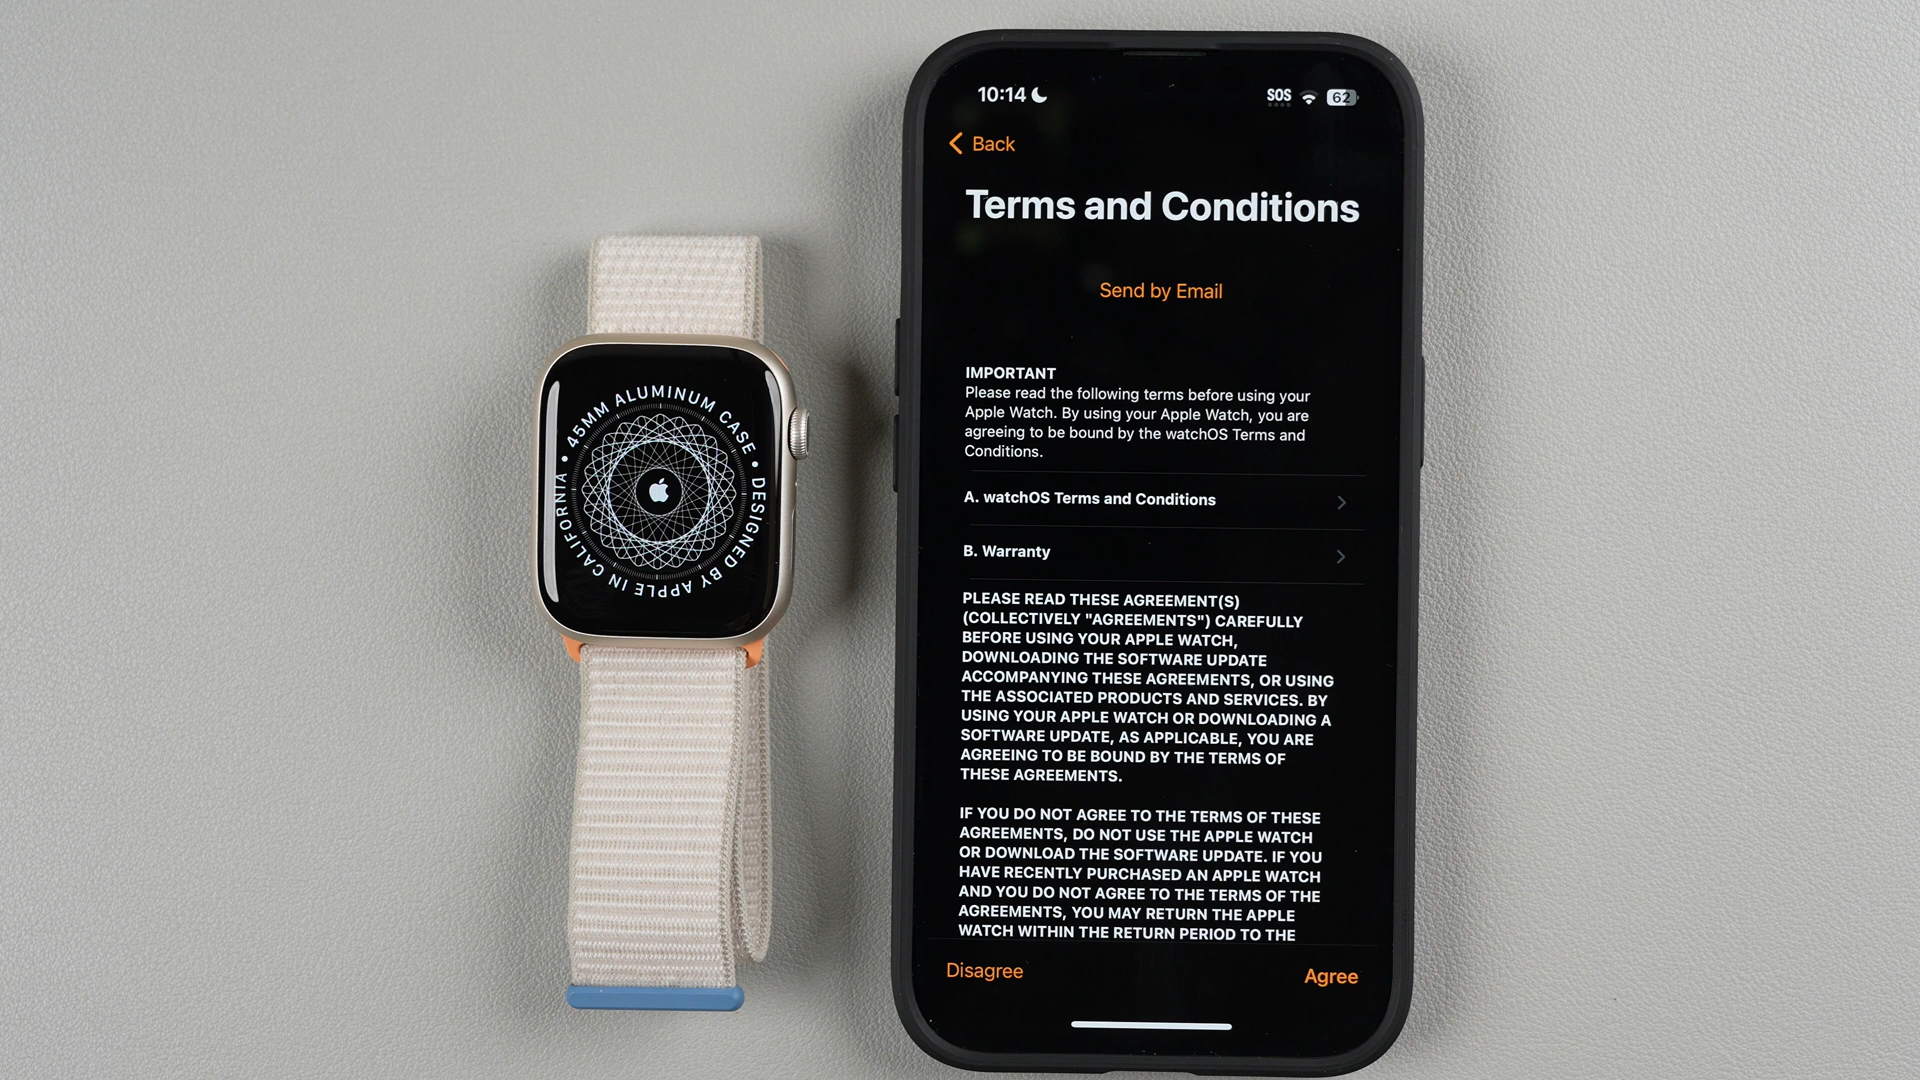 45MM ALUMINUM CASE • DESIGNED BY APPLE IN CALIFORNIA •
10:14
SOS
62
Back
Terms and Conditions
Send by Email
IMPORTANT
Please read the following terms before using your
Apple Watch. By using your Apple Watch, you are
agreeing to be bound by the watchOS Terms and
Conditions.
A. watchOS Terms and Conditions
B. Warranty
PLEASE READ THESE AGREEMENT(S)
(COLLECTIVELY "AGREEMENTS") CAREFULLY
BEFORE USING YOUR APPLE WATCH,
DOWNLOADING THE SOFTWARE UPDATE
ACCOMPANYING THESE AGREEMENTS, OR USING
THE ASSOCIATED PRODUCTS AND SERVICES. BY
USING YOUR APPLE WATCH OR DOWNLOADING A
SOFTWARE UPDATE, AS APPLICABLE, YOU ARE
AGREEING TO BE BOUND BY THE TERMS OF
THESE AGREEMENTS.
IF YOU DO NOT AGREE TO THE TERMS OF THESE
AGREEMENTS, DO NOT USE THE APPLE WATCH
OR DOWNLOAD THE SOFTWARE UPDATE. IF YOU
HAVE RECENTLY PURCHASED AN APPLE WATCH
AND YOU DO NOT AGREE TO THE TERMS OF THE
AGREEMENTS, YOU MAY RETURN THE APPLE
WATCH WITHIN THE RETURN PERIOD TO THE
Disagree
Agree